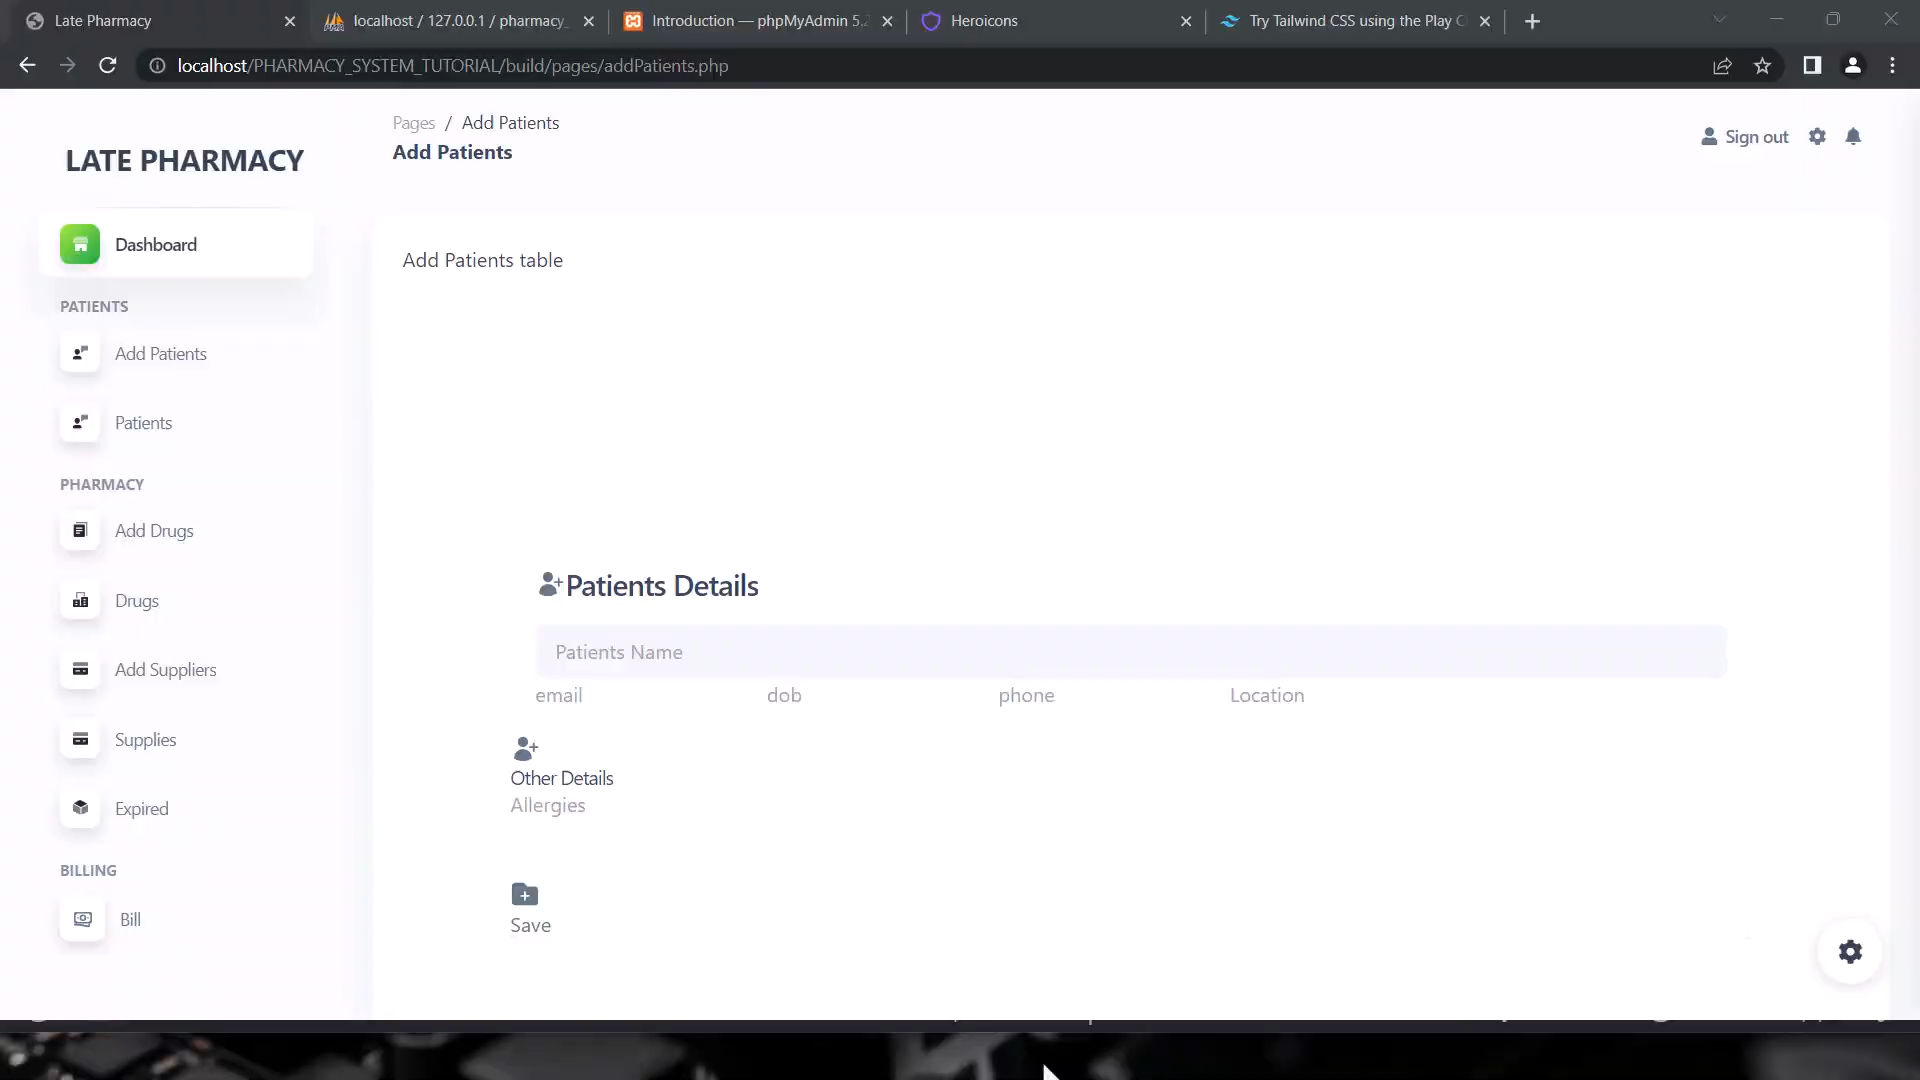 Late Pharmacy
localhost / 127.0.0.1 / pharmacy_
Introduction — phpMyAdmin 5.2
Heroicons
Try Tailwind CSS using the Play C
localhost/PHARMACY_SYSTEM_TUTORIAL/build/pages/addPatients.php
Pages / Add Patients
Add Patients
Sign out
LATE PHARMACY
Dashboard
PATIENTS
Add Patients
Patients
PHARMACY
Add Drugs
Drugs
Add Suppliers
Supplies
Expired
BILLING
Bill
Add Patients table
Patients Details
Patients Name
email dob phone Location
Other Details
Allergies
Save